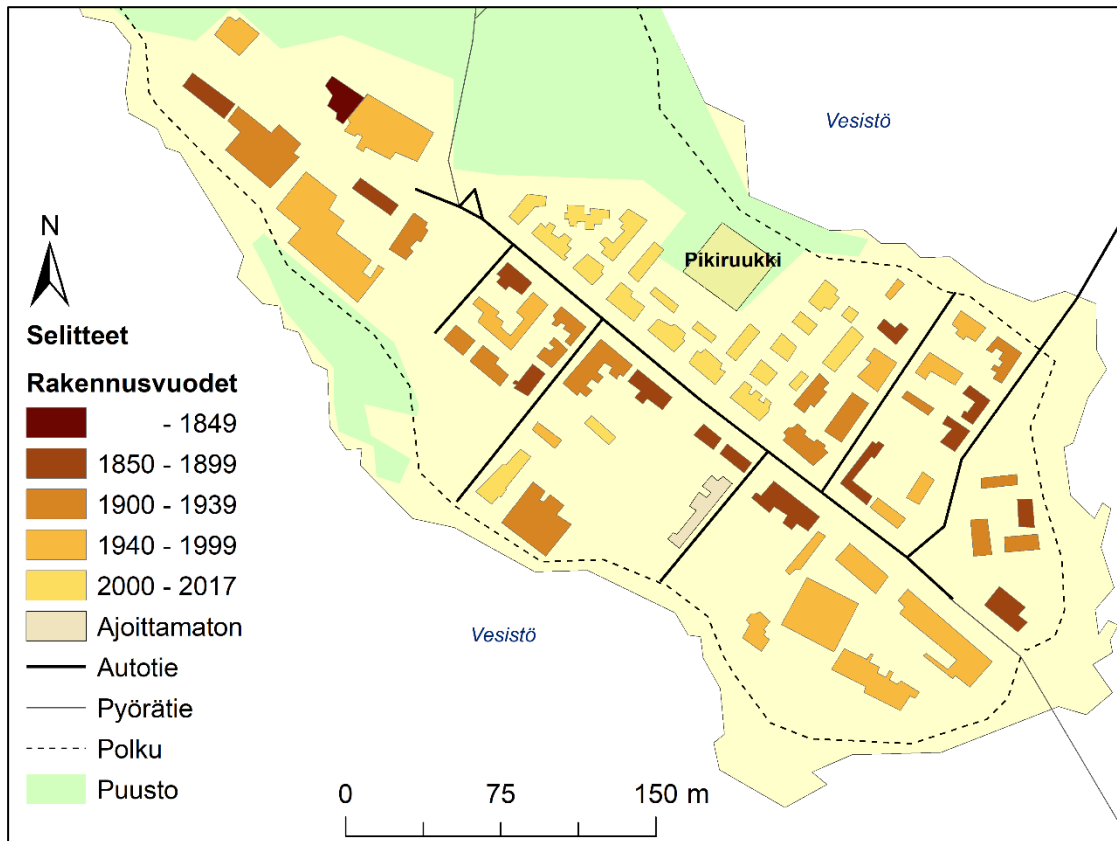 Vesistö
Pikiruukki
N
Selitteet
Rakennusvuodet
- 1849
1850 - 1899
1900 - 1939
1940 - 1999
2000 - 2017
Ajoittamaton
Autotie
Pyörätie
Polku
Puusto
Vesistö
0 75 150 m